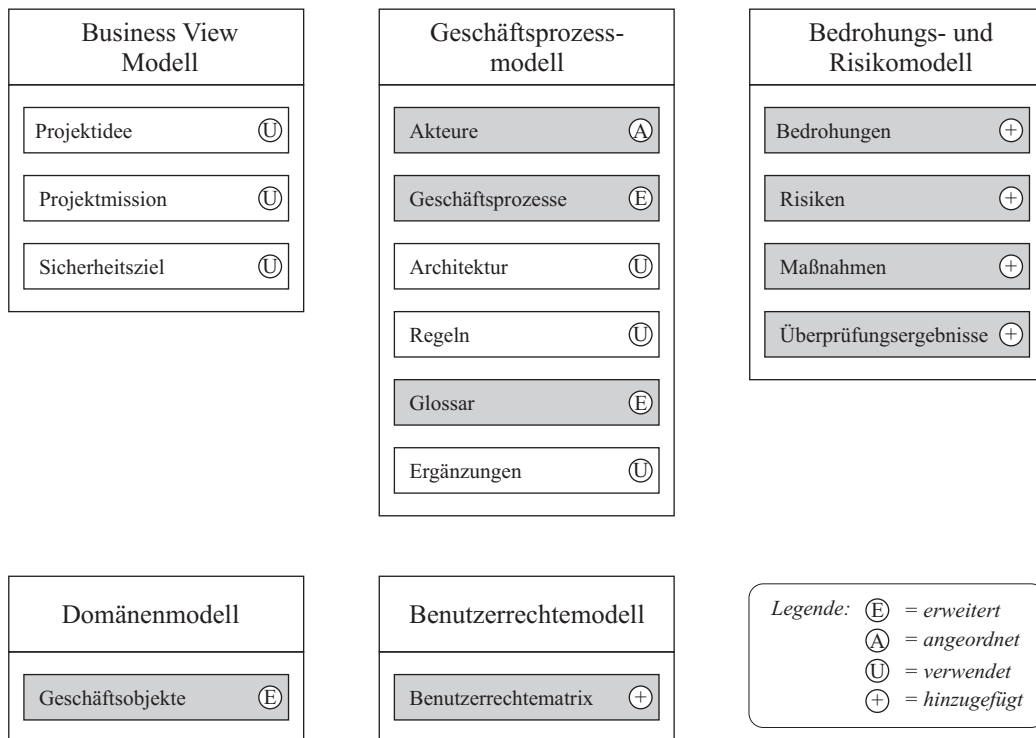 Business View
Modell
Projektidee U
Projektmission U
Sicherheitsziel U
Geschäftsprozess-
modell
Akteure A
Geschäftsprozesse E
Architektur U
Regeln U
Glossar E
Ergänzungen U
Bedrohungs- und
Risikomodell
Bedrohungen +
Risiken +
Maßnahmen +
Überprüfungsergebnisse +
Domänenmodell
Geschäftsobjekte E
Benutzerrechtemodell
Benutzerrechtematrix +
Legende: E = erweitert
A = angeordnet
U = verwendet
+ = hinzugefügt